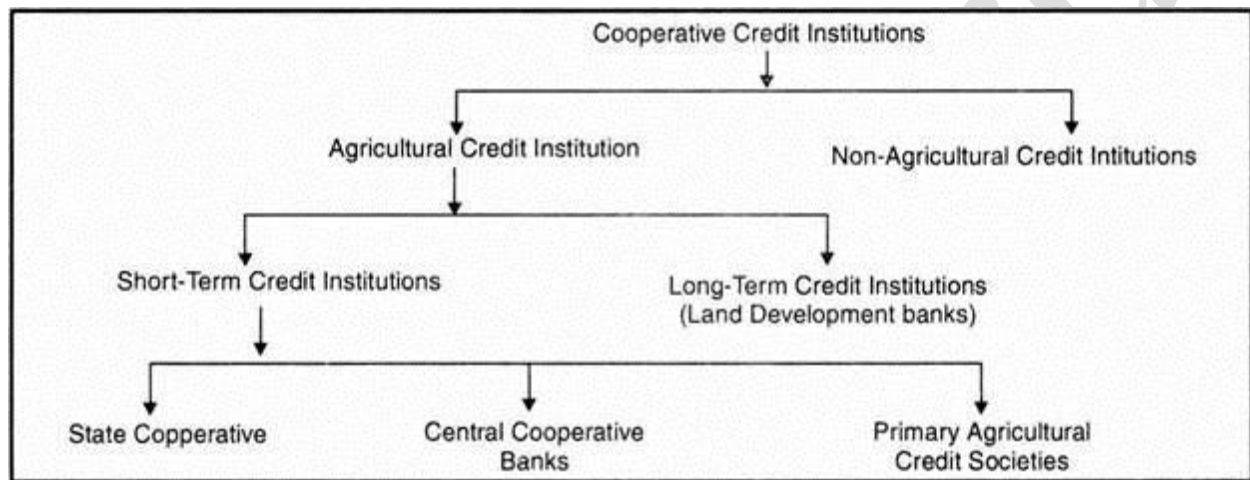 Cooperative Credit Institutions
Agricultural Credit Institution
Non-Agricultural Credit Intitutions
Short-Term Credit Institutions
Long-Term Credit Institutions
(Land Development banks)
State Copperative
Central Cooperative
Banks
Primary Agricultural
Credit Societies